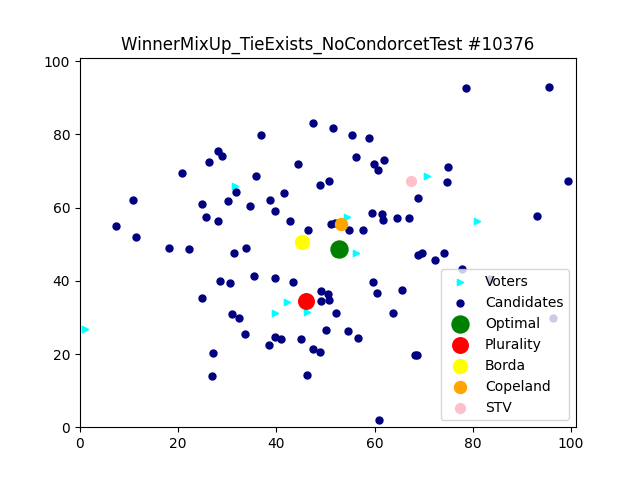 WinnerMixUp_TieExists_NoCondorcetTest #10376
100
80
60
40
20
0
0
20
40
60
80
100
Voters
Candidates
Optimal
Plurality
Borda
Copeland
STV